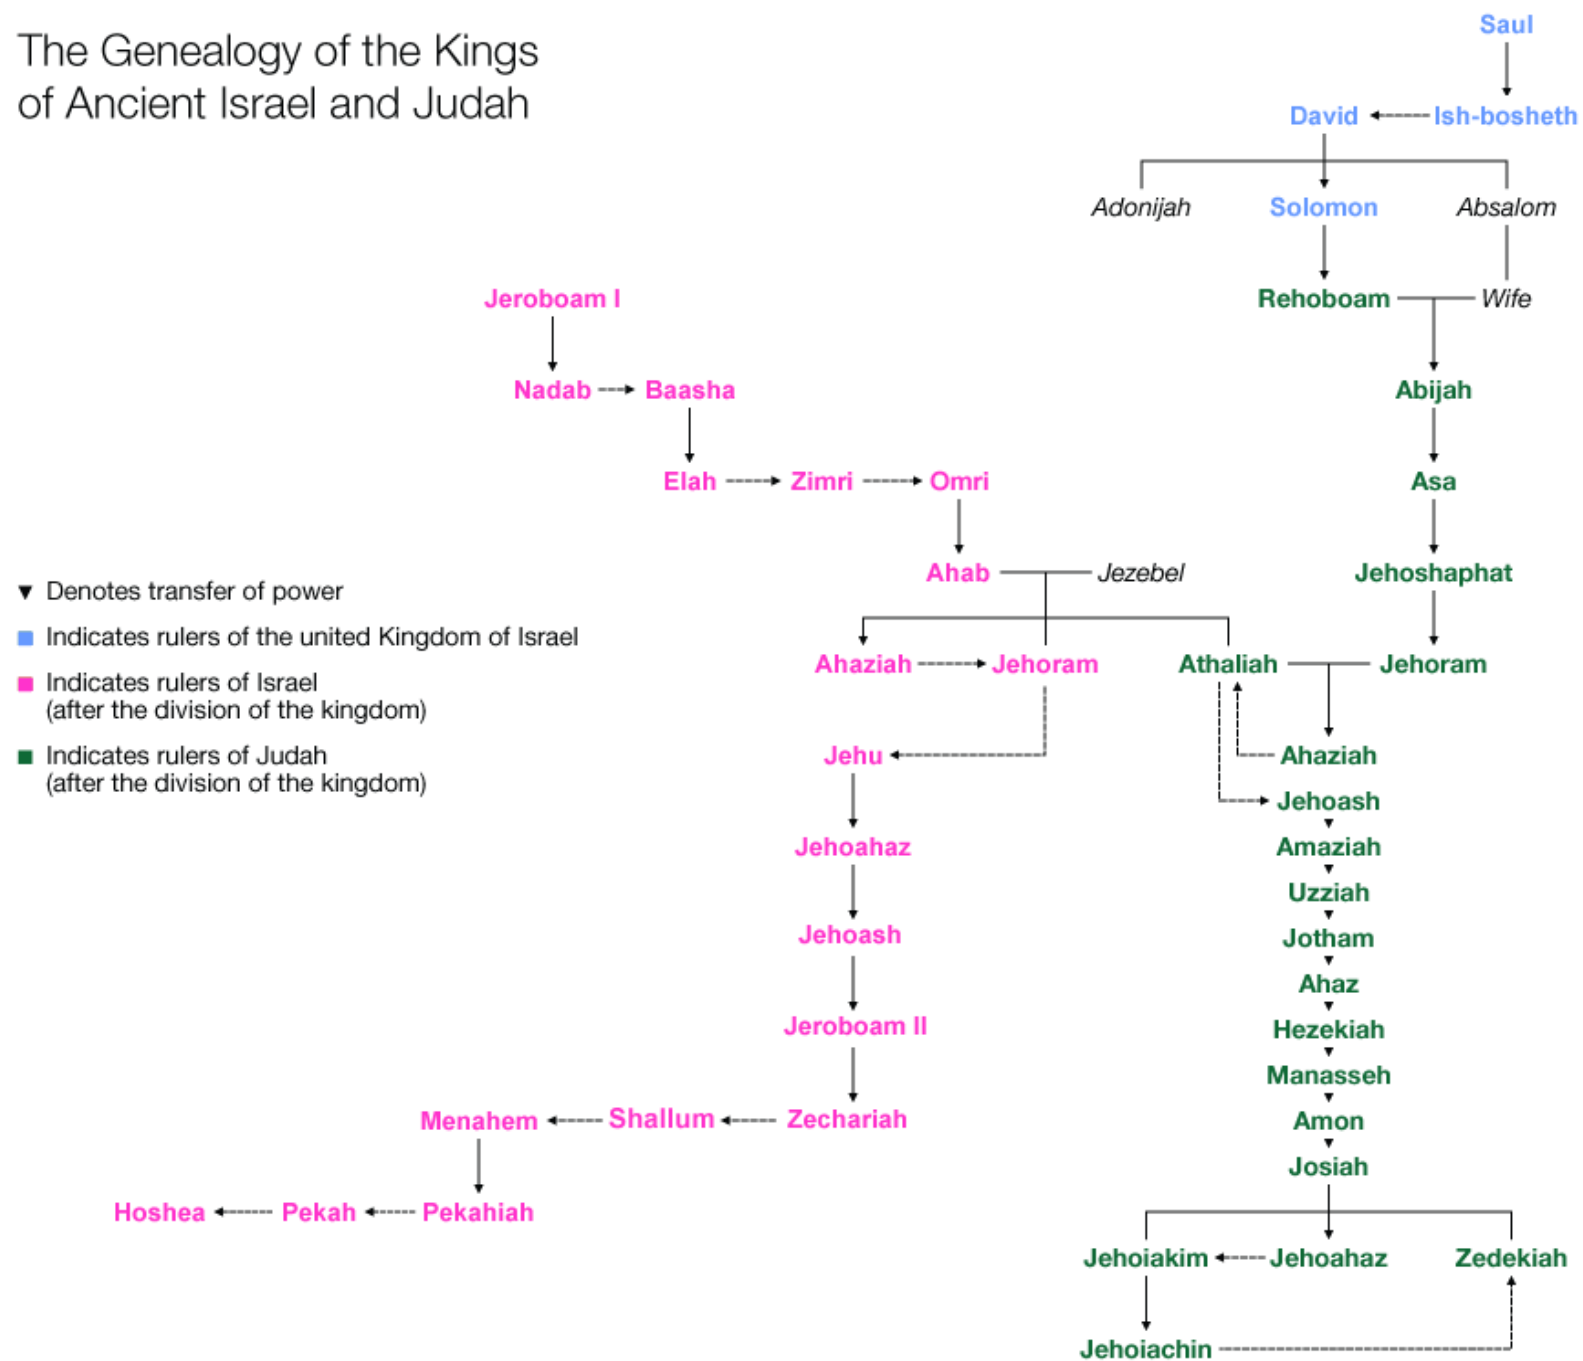 The Genealogy of the Kings
of Ancient Israel and Judah
Saul
David
Ish-bosheth
Adonijah
Solomon
Absalom
Jeroboam I
Rehoboam
Wife
Nadab
Baasha
Abijah
Elah
Zimri
Omri
Asa
Ahab
Jezebel
Jehoshaphat
Denotes transfer of power
Indicates rulers of the united Kingdom of Israel
Indicates rulers of Israel
(after the division of the kingdom)
Indicates rulers of Judah
(after the division of the kingdom)
Ahaziah
Jehoram
Athaliah
Jehoram
Jehu
Ahaziah
Jehoash
Jehoahaz
Amaziah
Uzziah
Jehoash
Jotham
Ahaz
Jeroboam II
Hezekiah
Manasseh
Menahem
Shallum
Zechariah
Amon
Josiah
Hoshea
Pekah
Pekahiah
Jehoiakim
Jehoahaz
Zedekiah
Jehoiachin